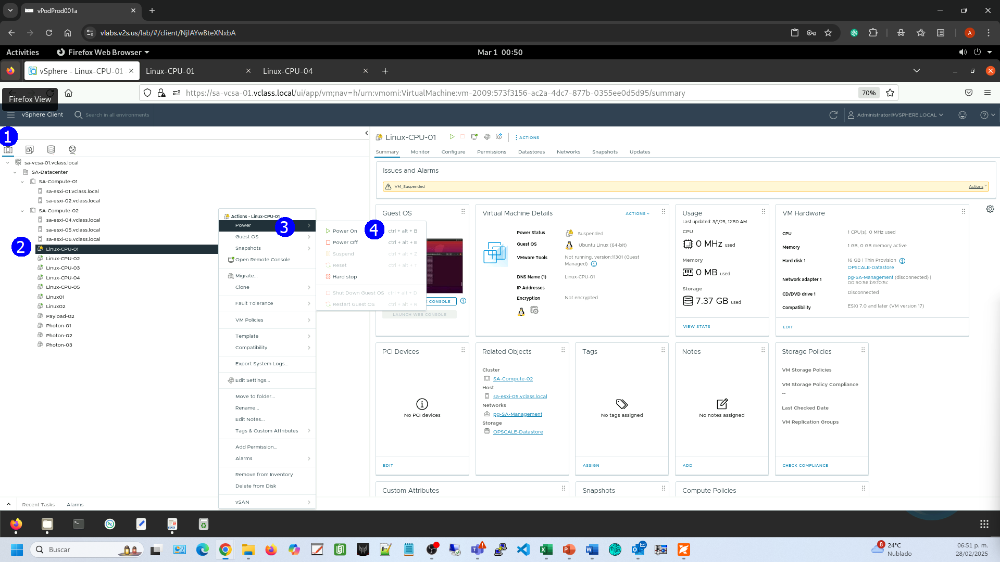 vPodProd001a
vlabs.v2s.us/lab/#/client/NjIAYwBteXNxbA
A
Activities
Firefox Web Browser
Mar 1 00:50
vSphere - Linux-CPU-01 -
Linux-CPU-01
Linux-CPU-04
https://sa-vcsa-01.vclass.local/ui/app/vm;nav=h/urn:vmomi:VirtualMachine:vm-2009:573f3156-ac2a-4dc7-877b-0355ee0d5d95/summary
70%
Firefox View
vSphere Client
Search in all environments
Administrator@VSPHERE.LOCAL
1
Linux-CPU-01
ACTIONS
Summary
Monitor
Configure
Permissions
Datastores
Networks
Snapshots
Updates
sa-vcsa-01.vclass.local
SA-Datacenter
SA-Compute-01
sa-esxi-01.vclass.local
sa-esxi-02.vclass.local
SA-Compute-02
sa-esxi-04.vclass.local
sa-esxi-05.vclass.local
sa-esxi-06.vclass.local
2
Linux-CPU-01
Linux-CPU-02
Linux-CPU-03
Linux-CPU-04
Linux-CPU-05
Linux01
Linux02
Payload-02
Photon-01
Photon-02
Photon-03
Actions - Linux-CPU-01
Power
3
Guest OS
Snapshots
Open Remote Console
Migrate...
Clone
Fault Tolerance
VM Policies
Template
Compatibility
Export System Logs...
Edit Settings...
Move to folder...
Rename...
Edit Notes...
Tags & Custom Attributes
Add Permission...
Alarms
Remove from Inventory
Delete from Disk
vSAN
Power On
4
ctrl + alt + B
Power Off ctrl + alt + E
Suspend ctrl + alt + Z
Reset ctrl + alt + T
Hard stop
Shut Down Guest OS ctrl + alt + D
Restart Guest OS ctrl + alt + R
Issues and Alarms
VM_Suspended
Actions
Guest OS
E CONSOLE
LAUNCH WEB CONSOLE
Virtual Machine Details
ACTIONS
Power Status
Suspended
Guest OS
Ubuntu Linux (64-bit)
VMware Tools
Not running, version:11301 (Guest
Managed)
DNS Name (1)
Linux-CPU-01
IP Addresses
Encryption
Not encrypted
Usage
Last updated: 3/1/25, 12:50 AM
CPU
0 MHz used
Memory
0 MB used
Storage
7.37 GB used
VIEW STATS
VM Hardware
CPU
1 CPU(s), 0 MHz used
Memory
1 GB, 0 GB memory active
Hard disk 1
16 GB | Thin Provision
OPSCALE-Datastore
Network adapter 1
pg-SA-Management (disconnected) |
00:50:56:b9:f0:5c
CD/DVD drive 1
Disconnected
Compatibility
ESXi 7.0 and later (VM version 17)
EDIT
PCI Devices
No PCI devices
EDIT
Related Objects
Cluster
SA-Compute-02
Host
sa-esxi-05.vclass.local
Networks
pg-SA-Management
Storage
OPSCALE-Datastore
Tags
No tags assigned
ASSIGN
Notes
No notes assigned
ADD
Storage Policies
VM Storage Policies
VM Storage Policy Compliance
--
Last Checked Date
VM Replication Groups
CHECK COMPLIANCE
Custom Attributes
Snapshots
Compute Policies
Recent Tasks
Alarms
Buscar
8
24°C
Nublado
06:51 p. m.
28/02/2025